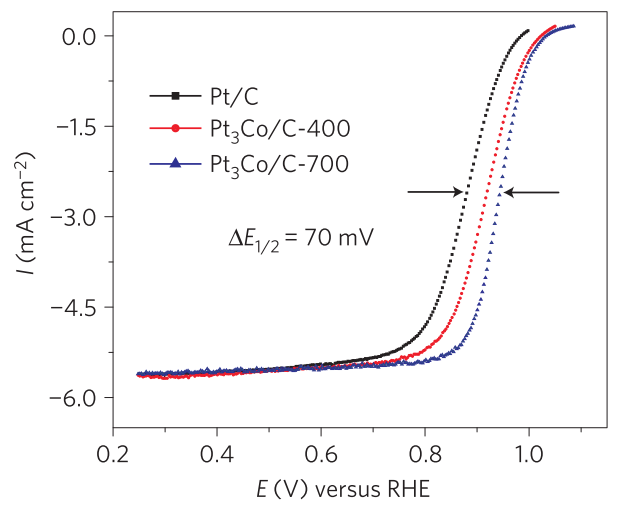 0.0
−1.5
−3.0
−4.5
−6.0
I (mA cm⁻²)
Pt/C
Pt₃Co/C-400
Pt₃Co/C-700
ΔE₁/₂ = 70 mV
0.2 0.4 0.6 0.8 1.0
E (V) versus RHE